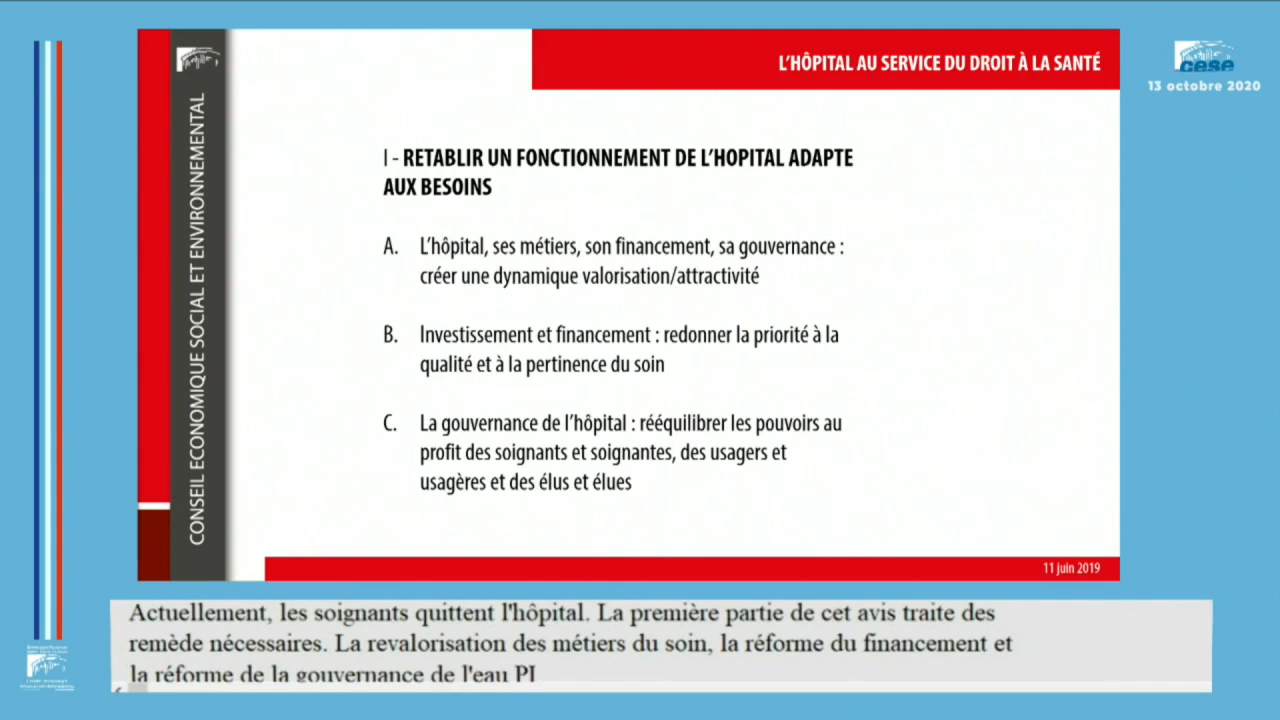 L'HÔPITAL AU SERVICE DU DROIT À LA SANTÉ
cese
13 octobre 2020
CONSEIL ECONOMIQUE SOCIAL ET ENVIRONNEMENTAL
I - RETABLIR UN FONCTIONNEMENT DE L'HOPITAL ADAPTE
AUX BESOINS
A. L'hôpital, ses métiers, son financement, sa gouvernance :
créer une dynamique valorisation/attractivité
B. Investissement et financement : redonner la priorité à la
qualité et à la pertinence du soin
C. La gouvernance de l'hôpital : rééquilibrer les pouvoirs au
profit des soignants et soignantes, des usagers et
usagères et des élus et élues
11 juin 2019
Actuellement, les soignants quittent l'hôpital. La première partie de cet avis traite des
remède nécessaires. La revalorisation des métiers du soin, la réforme du financement et
la réforme de la gouvernance de l'eau PI